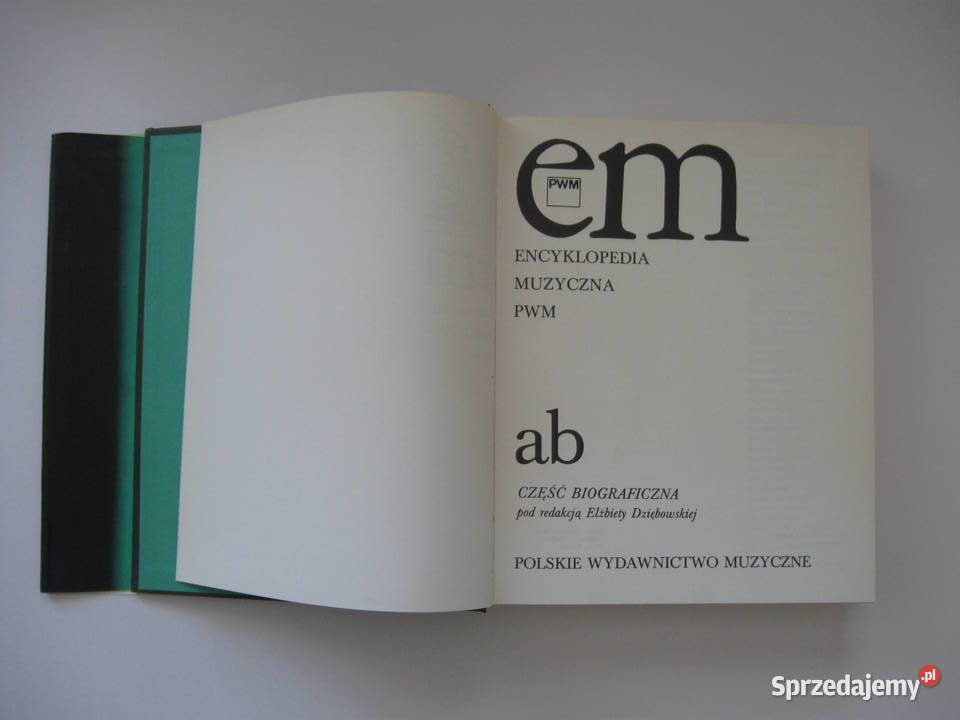 em
PWM
ENCYKLOPEDIA
MUZYCZNA
PWM
ab
CZĘŚĆ BIOGRAFICZNA
pod redakcją Elżbiety Dziębowskiej
POLSKIE WYDAWNICTWO MUZYCZNE
Sprzedajemy.pl